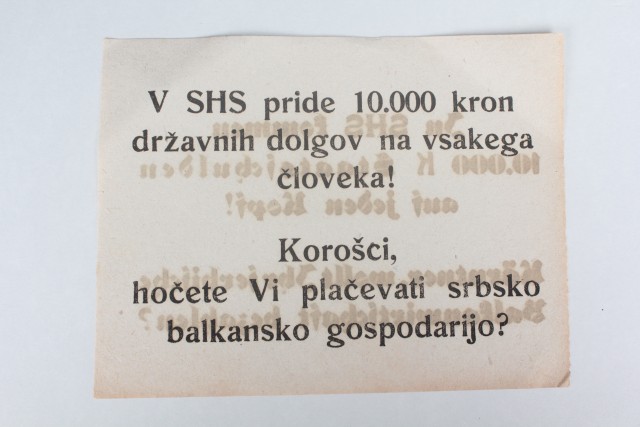 V SHS pride 10.000 kron
državnih dolgov na vsakega
človeka!
Korošci,
hočete Vi plačevati srbsko
balkansko gospodarijo?